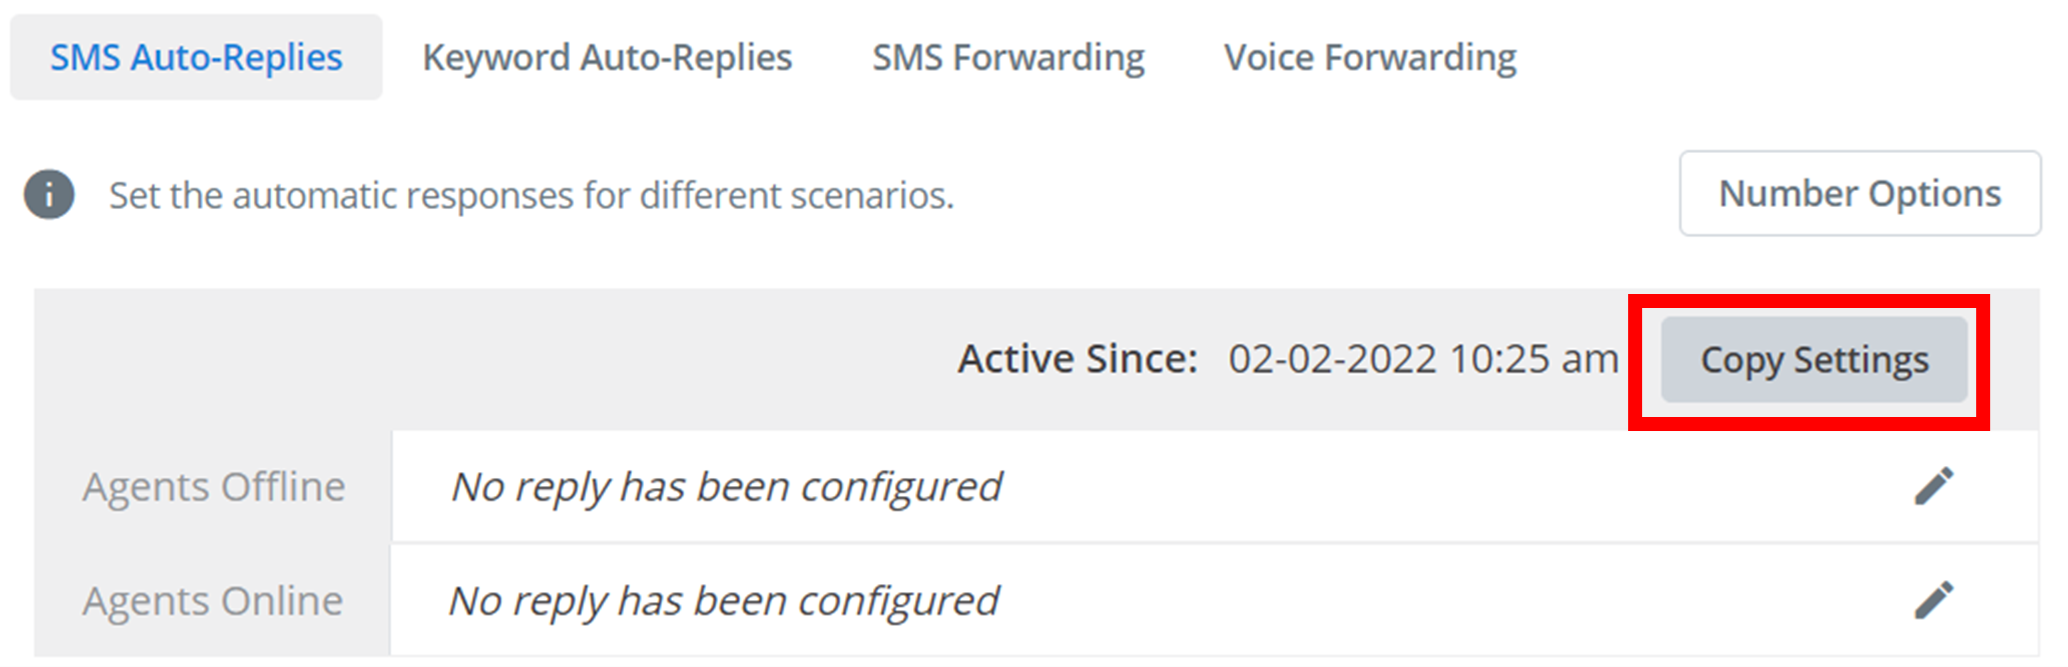 SMS Auto-Replies Keyword Auto-Replies SMS Forwarding Voice Forwarding
Set the automatic responses for different scenarios. Number Options
Active Since: 02-02-2022 10:25 am Copy Settings
Agents Offline No reply has been configured
Agents Online No reply has been configured